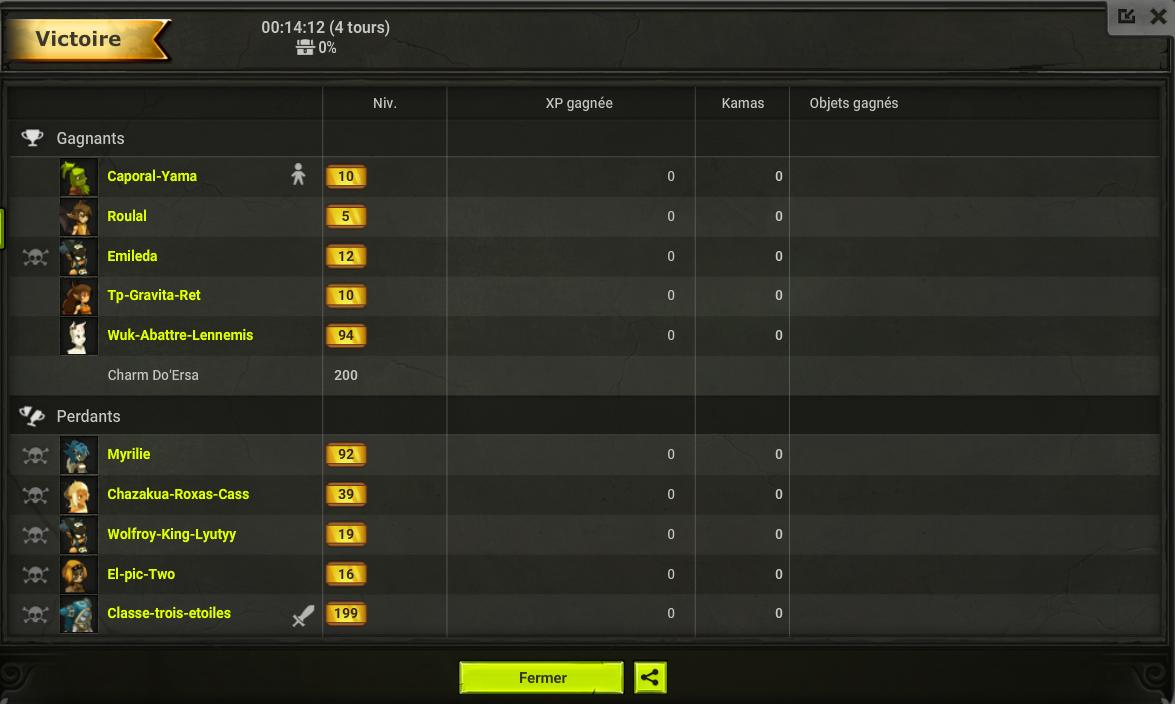 Victoire
00:14:12 (4 tours)
0%
Niv. XP gagnée Kamas Objets gagnés
Gagnants
Caporal-Yama 10 0 0
Roulal 5 0 0
Emileda 12 0 0
Tp-Gravita-Ret 10 0 0
Wuk-Abattre-Lennemis 94 0 0
Charm Do'Ersa 200
Perdants
Myrilie 92 0 0
Chazakua-Roxas-Cass 39 0 0
Wolfroy-King-Lyutyy 19 0 0
El-pic-Two 16 0 0
Classe-trois-etoiles 199 0 0
Fermer